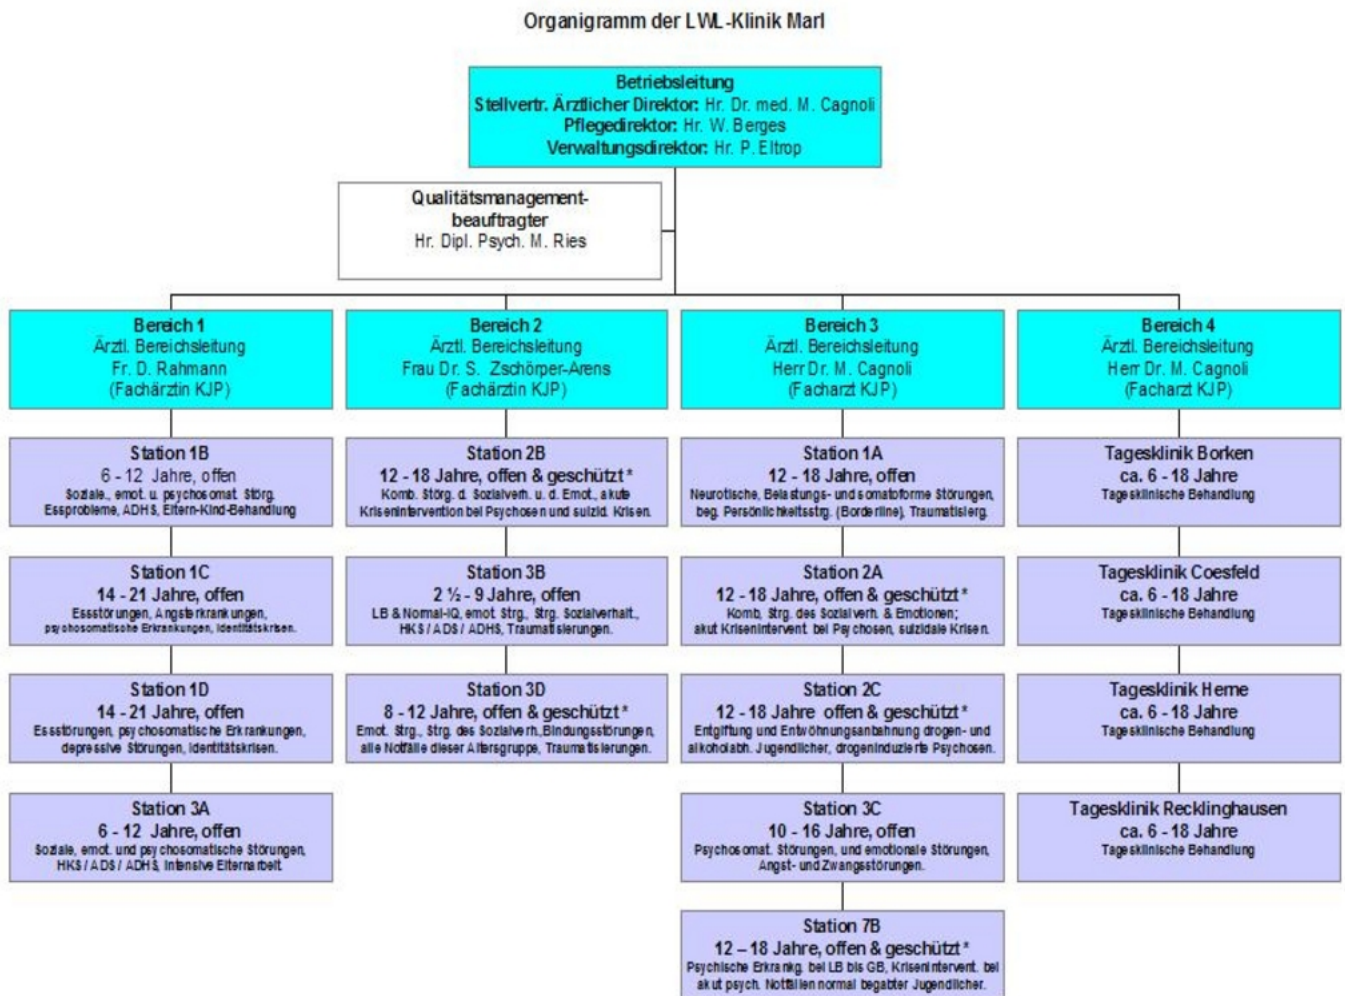 Organigramm der LWL-Klinik Marl
Betriebsleitung
Stellvertr. Ärztlicher Direktor: Hr. Dr. med. M. Cagnoli
Pflegedirektor: Hr. W. Berges
Verwaltungsdirektor: Hr. P. Eltrop
Qualitätsmanagement-
beauftragter
Hr. Dipl. Psych. M. Ries
Bereich 1
Ärztl. Bereichsleitung
Fr. D. Rahmann
(Fachärztin KJP)
Station 1B
6 - 12 Jahre, offen
Soziale., emot. u. psychosomat. Störg.
Essprobleme, ADHS, Eltern-Kind-Behandlung
Station 1C
14 - 21 Jahre, offen
Essstörungen, Angsterkrankungen,
psychosomatische Erkrankungen, Identitätskrisen.
Station 1D
14 - 21 Jahre, offen
Essstörungen, psychosomatische Erkrankungen,
depressive Störungen, Identitätskrisen.
Station 3A
6 - 12 Jahre, offen
Soziale, emot. und psychosomatische Störungen,
HKS / ADS / ADHS, Intensive Elternarbeit.
Bereich 2
Ärztl. Bereichsleitung
Frau Dr. S. Zschörper-Arens
(Fachärztin KJP)
Station 2B
12 - 18 Jahre, offen & geschützt *
Komb. Störg. d. Sozialverh. u. d. Emot., akute
Krisenintervention bei Psychosen und suizid. Krisen.
Station 3B
2 ½ - 9 Jahre, offen
LB & Normal-IQ, emot. Strg., Strg. Sozialverhalt.,
HKS / ADS / ADHS, Traumatisierungen.
Station 3D
8 - 12 Jahre, offen & geschützt *
Emot. Strg., Strg. des Sozialverh.,Bindungsstörungen,
alle Notfälle dieser Altersgruppe, Traumatisierungen.
Bereich 3
Ärztl. Bereichsleitung
Herr Dr. M. Cagnoli
(Facharzt KJP)
Station 1A
12 - 18 Jahre, offen
Neurotische, Belastungs- und somatoforme Störungen,
beg. Persönlichkeitsstrg. (Borderline), Traumatisierg.
Station 2A
12 - 18 Jahre, offen & geschützt *
Komb. Strg. des Sozialverh. & Emotionen;
akut Krisenintervent. bei Psychosen, suizidale Krisen.
Station 2C
12 - 18 Jahre offen & geschützt *
Entgiftung und Entwöhnungsanbahnung drogen- und
alkoholabh. Jugendlicher, drogeninduzierte Psychosen.
Station 3C
10 - 16 Jahre, offen
Psychosomat. Störungen, und emotionale Störungen,
Angst- und Zwangsstörungen.
Station 7B
12 – 18 Jahre, offen & geschützt *
Psychische Erkrankg. bei LB bis GB, Krisenintervent. bei
akut psych. Notfällen normal begabter Jugendlicher.
Bereich 4
Ärztl. Bereichsleitung
Herr Dr. M. Cagnoli
(Facharzt KJP)
Tagesklinik Borken
ca. 6 - 18 Jahre
Tagesklinische Behandlung
Tagesklinik Coesfeld
ca. 6 - 18 Jahre
Tagesklinische Behandlung
Tagesklinik Herne
ca. 6 - 18 Jahre
Tagesklinische Behandlung
Tagesklinik Recklinghausen
ca. 6 - 18 Jahre
Tagesklinische Behandlung